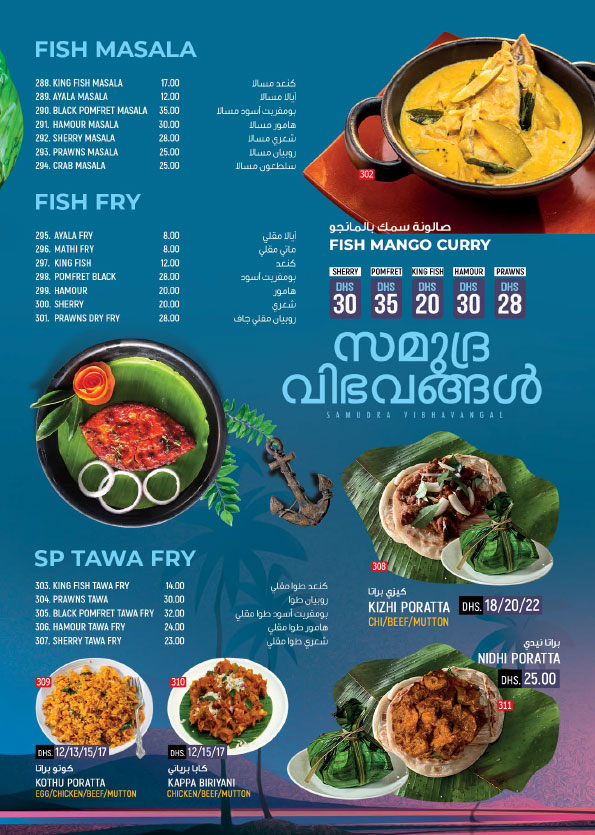 FISH MASALA
288. KING FISH MASALA 17.00 كنعد مسالا
289. AYALA MASALA 12.00 أيالا مسالا
290. BLACK POMFRET MASALA 35.00 بومفريت أسود مسالا
291. HAMOUR MASALA 30.00 هامور مسالا
292. SHERRY MASALA 28.00 شعري مسالا
293. PRAWNS MASALA 25.00 روبيان مسالا
294. CRAB MASALA 25.00 سلطعون مسالا
302
FISH FRY
295. AYALA FRY 8.00 أيالا مقلي
296. MATHI FRY 8.00 ماتي مقلي
297. KING FISH 12.00 كنعد
298. POMFRET BLACK 28.00 بومفريت أسود
299. HAMOUR 20.00 هامور
300. SHERRY 20.00 شعري
301. PRAWNS DRY FRY 28.00 روبيان مقلي جاف
صالونة سمك بالمانجو
FISH MANGO CURRY
SHERRY POMFRET KING FISH HAMOUR PRAWNS
DHS DHS DHS DHS DHS
30 35 20 30 28
സമുദ്ര
വിഭവങ്ങൾ
SAMUDRA VIBHAVANGAL
SP TAWA FRY
303. KING FISH TAWA FRY 14.00 كنعد طوا مقلي
304. PRAWNS TAWA 30.00 روبيان طوا
305. BLACK POMFRET TAWA FRY 32.00 بومفريت أسود طوا مقلي
306. HAMOUR TAWA FRY 24.00 هامور طوا مقلي
307. SHERRY TAWA FRY 23.00 شعري طوا مقلي
308
كيزي براتا
KIZHI PORATTA DHS. 18/20/22
CHI/BEEF/MUTTON
براتا نيدي
NIDHI PORATTA
DHS. 25.00
311
309
DHS. 12/13/15/17
كوتو براتا
KOTHU PORATTA
EGG/CHICKEN/BEEF/MUTTON
310
DHS. 12/15/17
كابا برياني
KAPPA BIRIYANI
CHICKEN/BEEF/MUTTON